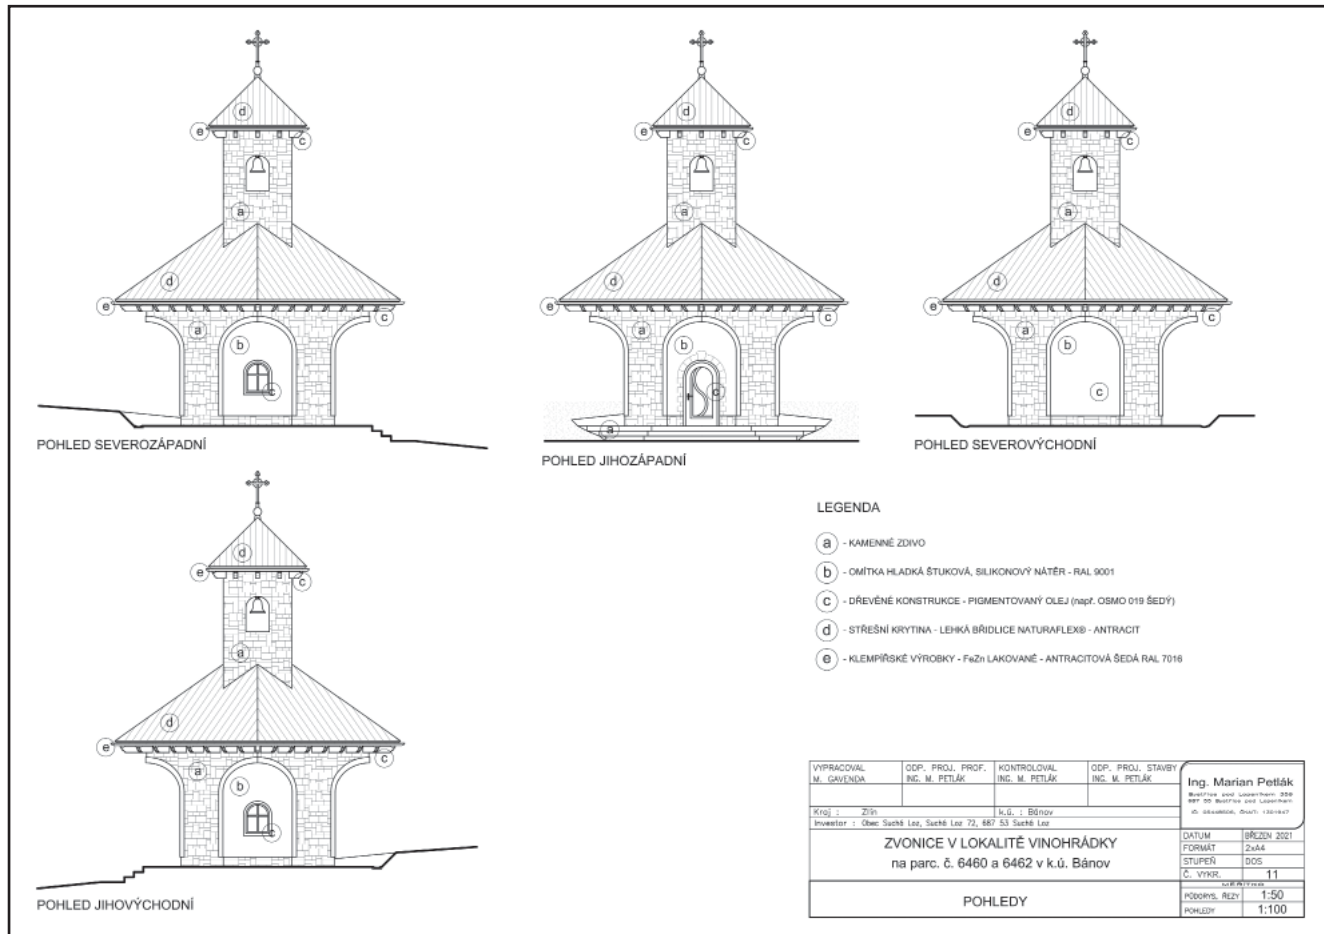 d
e
c
a
d
e
c
a
b
c
POHLED SEVEROZÁPADNÍ
d
e
c
a
d
e
c
a
b
c
a
POHLED JIHOZÁPADNÍ
d
e
c
a
d
e
c
a
b
c
POHLED SEVEROVÝCHODNÍ
d
e
c
a
d
e
c
a
b
c
POHLED JIHOVÝCHODNÍ
LEGENDA
a - KAMENNÉ ZDIVO
b - OMÍTKA HLADKÁ ŠTUKOVÁ, SILIKONOVÝ NÁTĚR - RAL 9001
c - DŘEVĚNÉ KONSTRUKCE - PIGMENTOVANÝ OLEJ (např. OSMO 019 ŠEDÝ)
d - STŘEŠNÍ KRYTINA - LEHKÁ BŘIDLICE NATURAFLEX® - ANTRACIT
e - KLEMPÍŘSKÉ VÝROBKY - FeZn LAKOVANÉ - ANTRACITOVÁ ŠEDÁ RAL 7016
VYPRACOVAL ODP. PROJ. PROF. KONTROLOVAL ODP. PROJ. STAVBY
M. GAVENDA ING. M. PETLÁK ING. M. PETLÁK ING. M. PETLÁK
Ing. Marian Petlák
Kraj : Zlín k.ú. : Bánov
Investor : Obec Suchá Loz, Suchá Loz 72, 687 53 Suchá Loz
ZVONICE V LOKALITĚ VINOHRÁDKY
na parc. č. 6460 a 6462 v k.ú. Bánov
POHLEDY
DATUM BŘEZEN 2021
FORMÁT 2xA4
STUPEŇ DOS
Č. VYKR. 11
MĚŘÍTKO
PŮDORYS, ŘEZY 1:50
POHLEDY 1:100